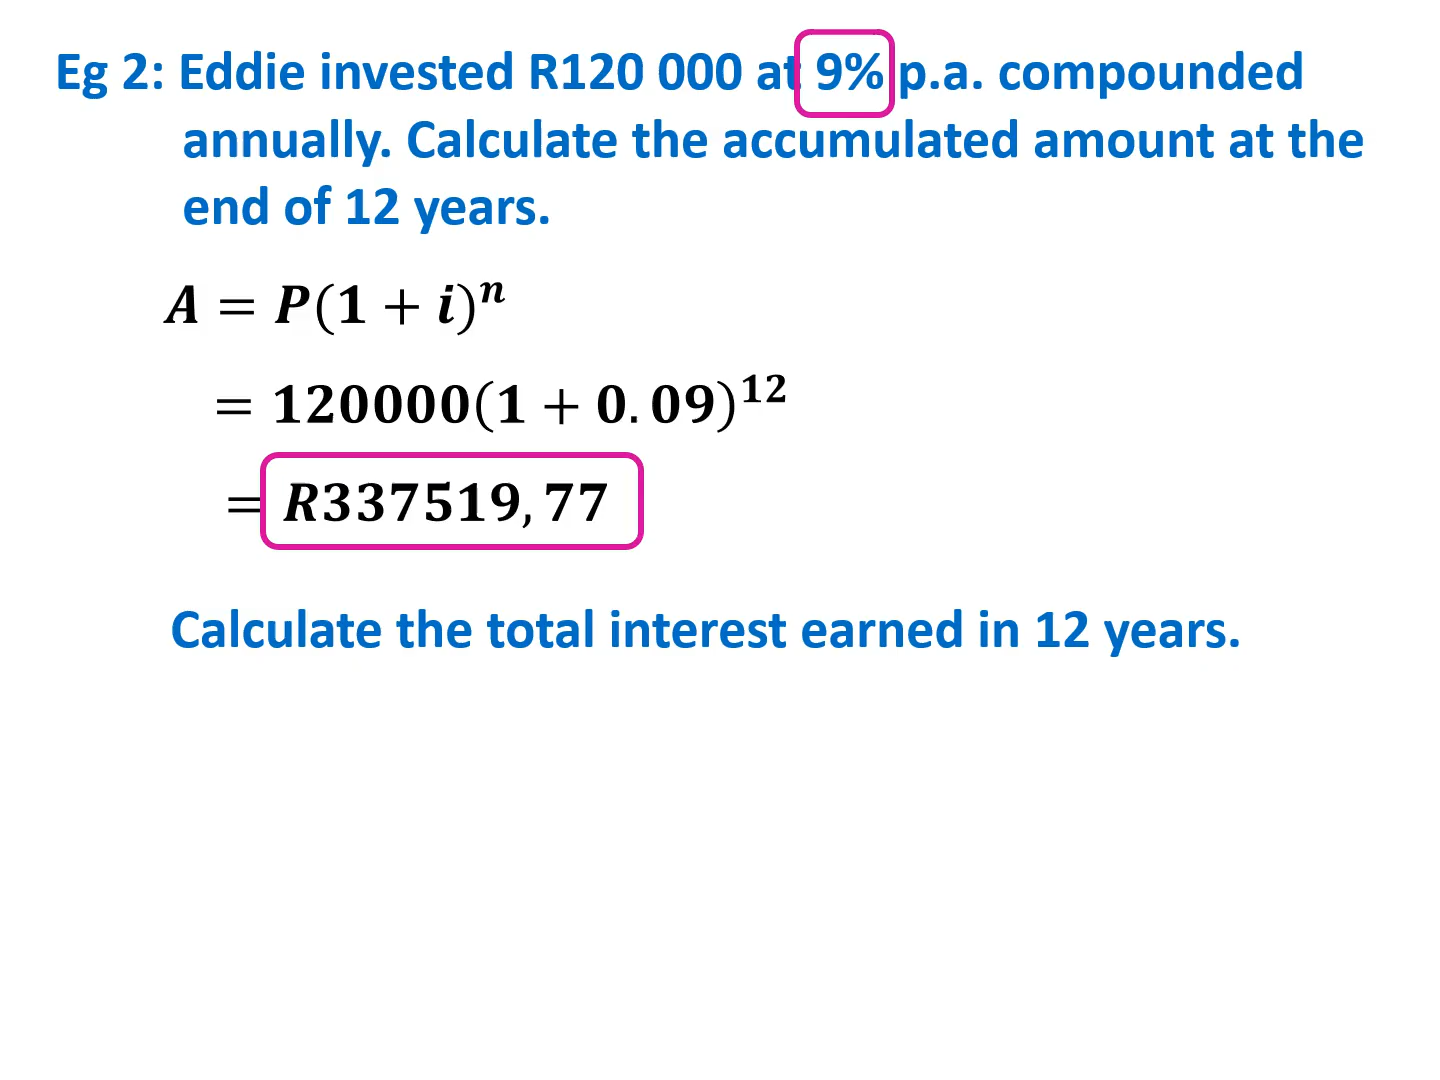 Eg 2: Eddie invested R120 000 at 9% p.a. compounded
annually. Calculate the accumulated amount at the
end of 12 years.
A = P(1 + i)ⁿ
= 120000(1 + 0.09)¹²
= R337519,77
Calculate the total interest earned in 12 years.